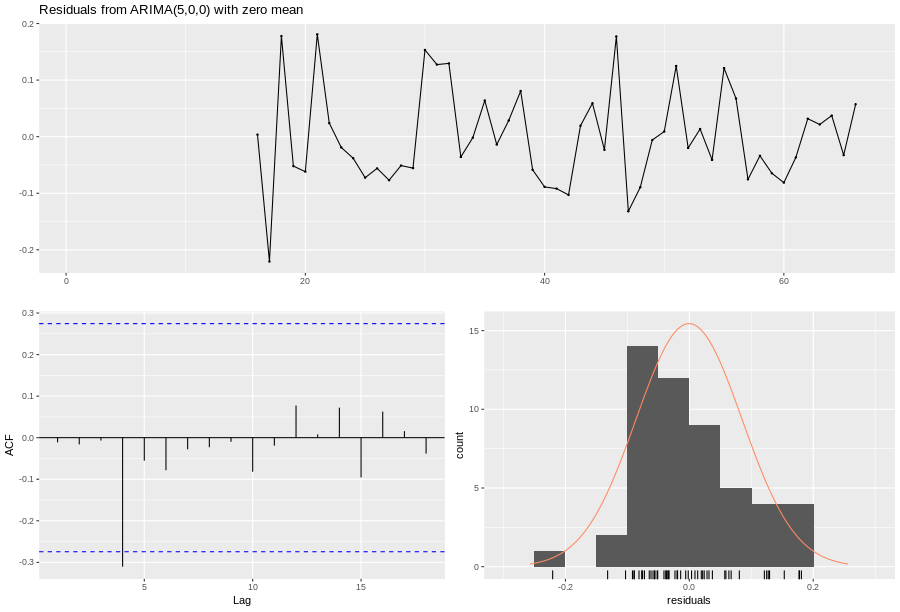 Residuals from ARIMA(5,0,0) with zero mean
0.2
0.1
0.0
-0.1
-0.2
0 20 40 60
0.3
0.2
0.1
0.0
-0.1
-0.2
-0.3
ACF
5 10 15
Lag
15
10
5
0
count
-0.2 0.0 0.2
residuals